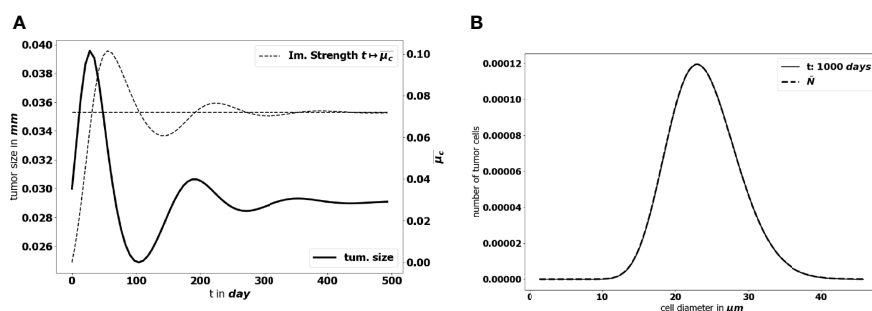 A
B
0.040
0.038
0.036
0.034
0.032
0.030
0.028
0.026
tumor size in mm
0
100
200
300
400
500
t in day
0.10
0.08
0.06
0.04
0.02
0.00
μ̅c
Im. Strength t ↦ μ̅c
tum. size
0.00012
0.00010
0.00008
0.00006
0.00004
0.00002
0.00000
number of tumor cells
0
10
20
30
40
cell diameter in μm
t: 1000 days
N̂